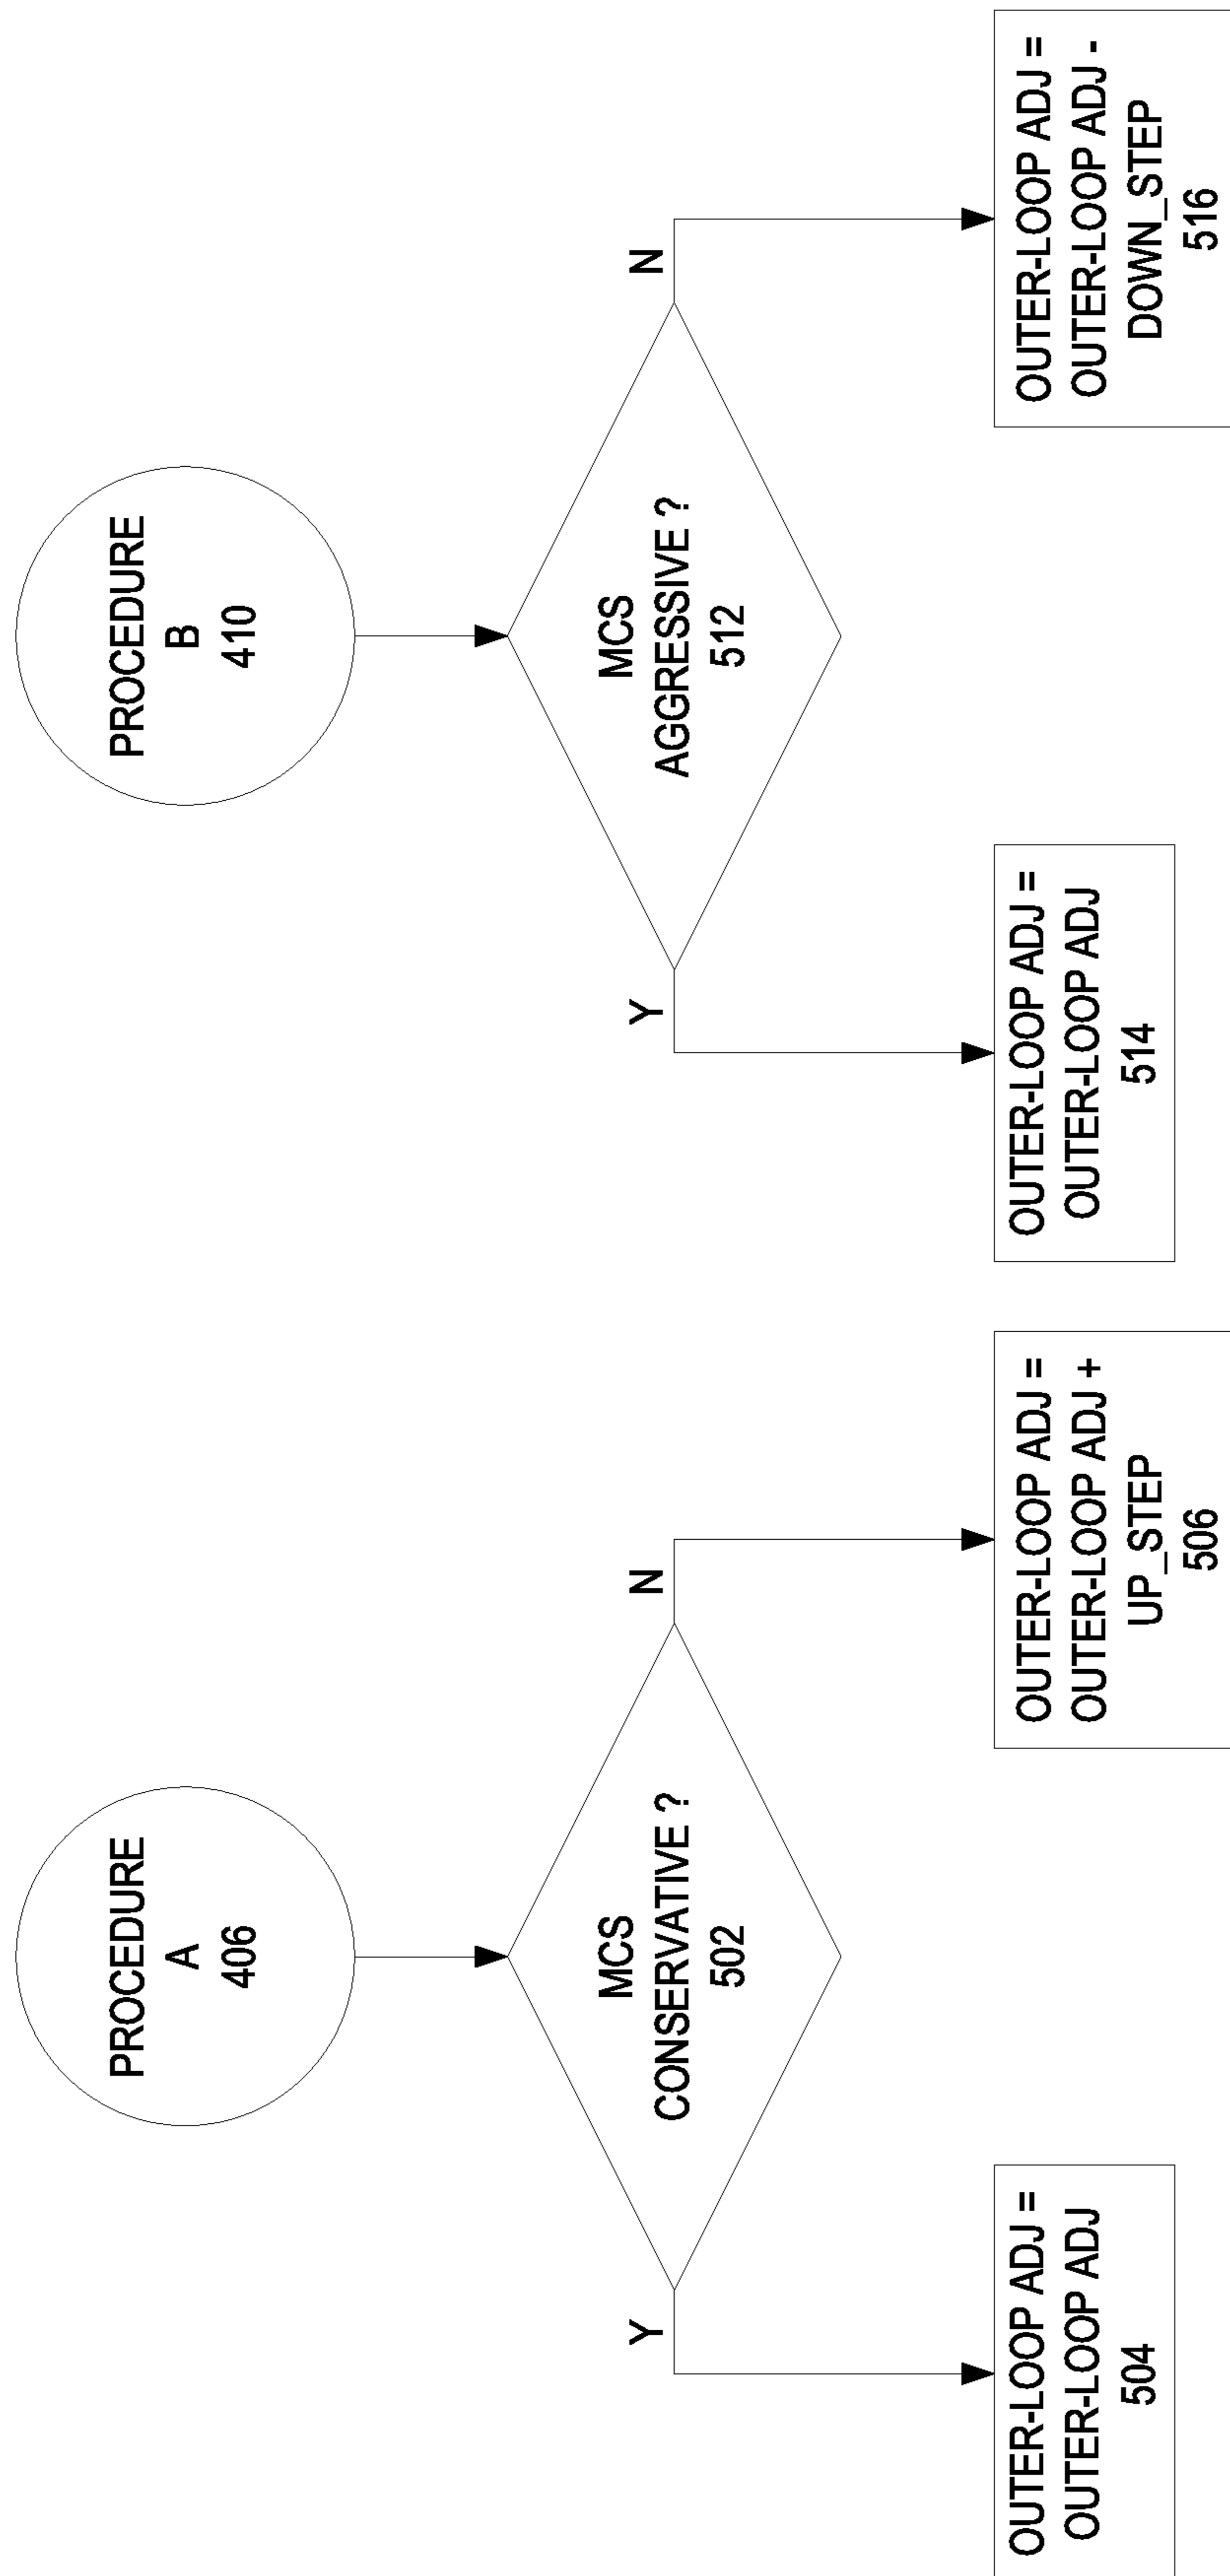 PROCEDURE
A
406
MCS
CONSERVATIVE ?
502
Y
N
OUTER-LOOP ADJ =
OUTER-LOOP ADJ
504
OUTER-LOOP ADJ =
OUTER-LOOP ADJ +
UP_STEP
506
PROCEDURE
B
410
MCS
AGGRESSIVE ?
512
Y
N
OUTER-LOOP ADJ =
OUTER-LOOP ADJ
514
OUTER-LOOP ADJ =
OUTER-LOOP ADJ -
DOWN_STEP
516